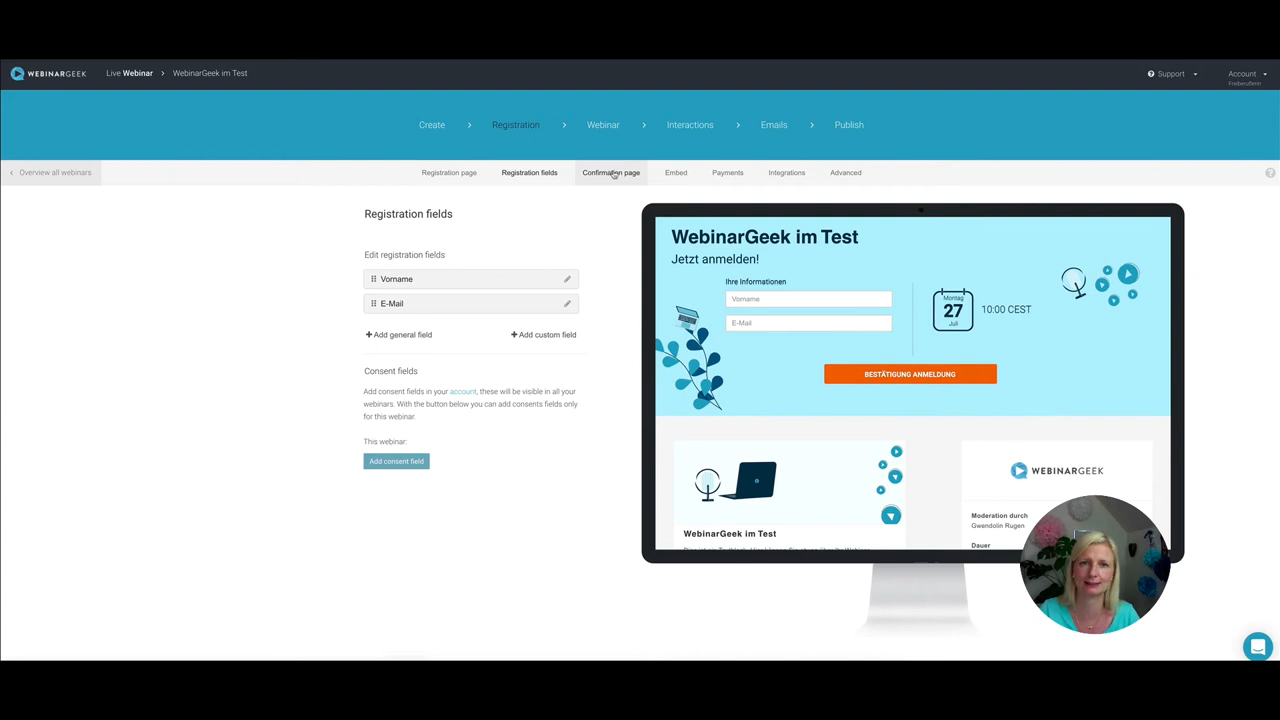 WEBINARGEEK Live Webinar > WebinarGeek im Test Support Account
Freiberuflerin
Create > Registration > Webinar > Interactions > Emails > Publish
< Overview all webinars Registration page Registration fields Confirmation page Embed Payments Integrations Advanced ?
Registration fields
Edit registration fields
Vorname
E-Mail
+ Add general field + Add custom field
Consent fields
Add consent fields in your account, these will be visible in all your
webinars. With the button below you can add consents fields only
for this webinar.
This webinar:
Add consent field
WebinarGeek im Test
Jetzt anmelden!
Ihre Informationen
Vorname
E-Mail
Montag
27
Juli
10:00 CEST
BESTÄTIGUNG ANMELDUNG
WEBINARGEEK
WebinarGeek im Test
Moderation durch
Gwendolin Rugen
Dauer